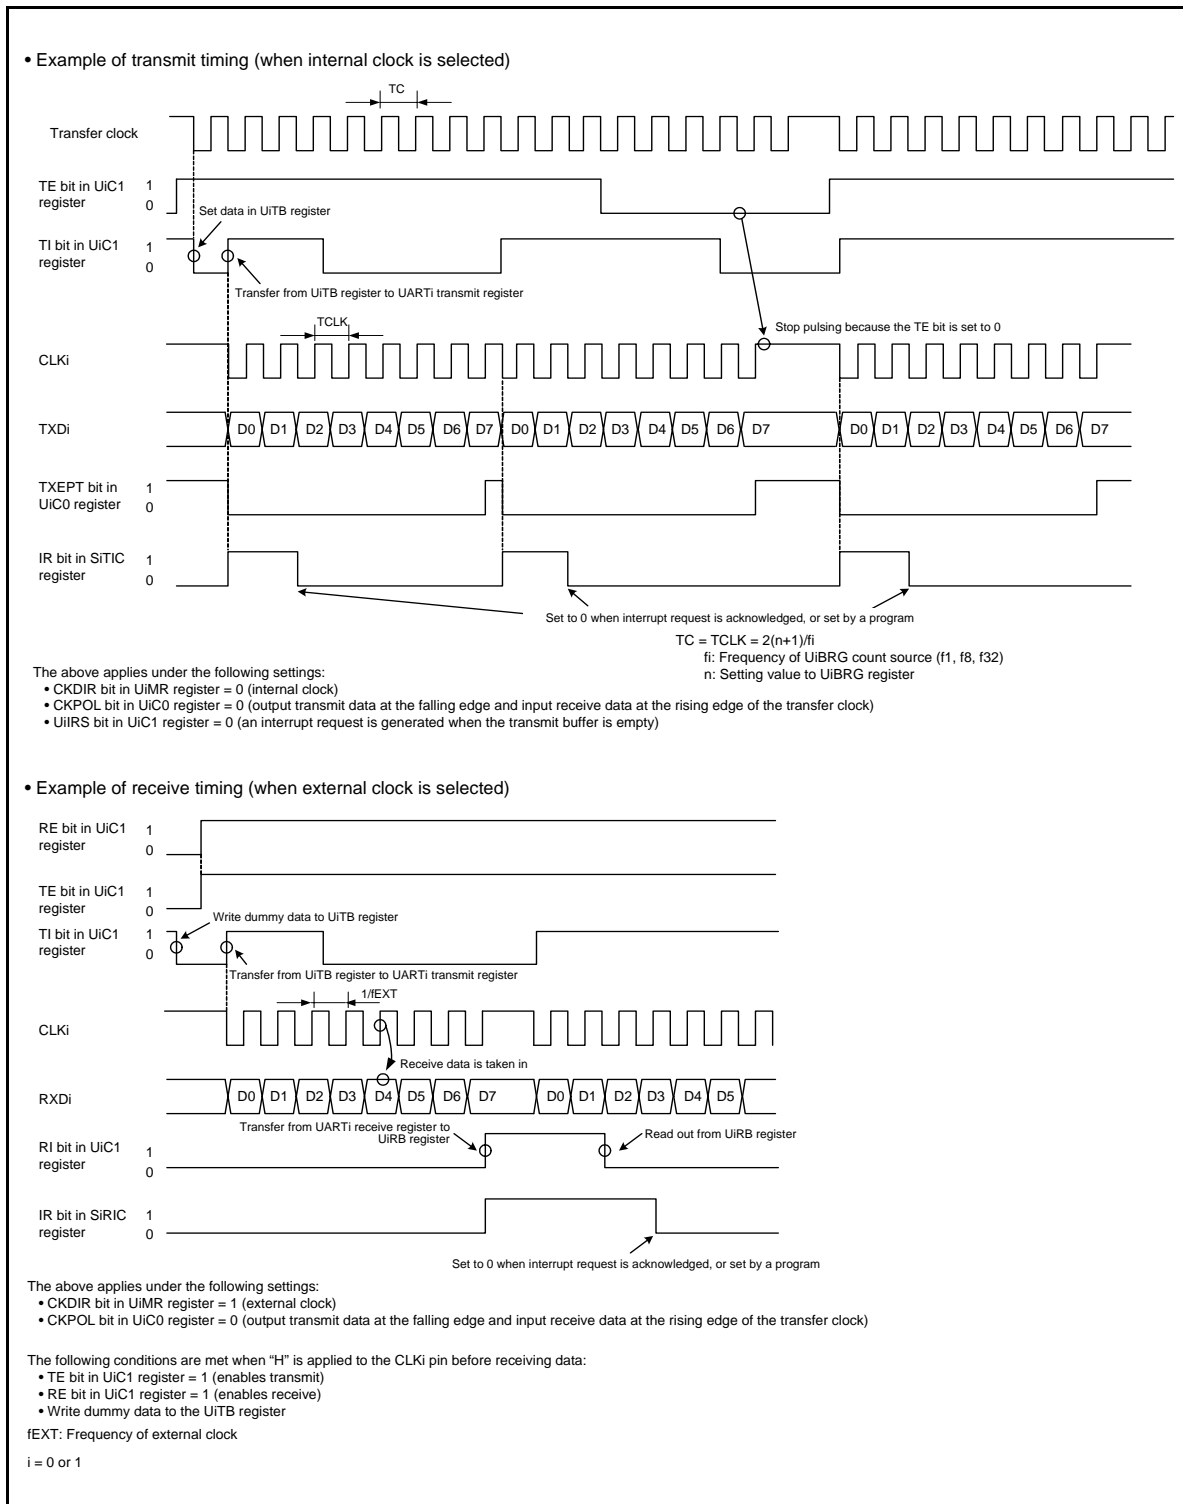 • Example of transmit timing (when internal clock is selected)
TC
Transfer clock
TE bit in UiC1
register
1
0
Set data in UiTB register
TI bit in UiC1
register
1
0
Transfer from UiTB register to UARTi transmit register
TCLK
Stop pulsing because the TE bit is set to 0
CLKi
TXDi
D0 D1 D2 D3 D4 D5 D6 D7 D0 D1 D2 D3 D4 D5 D6 D7 D0 D1 D2 D3 D4 D5 D6 D7
TXEPT bit in
UiC0 register
1
0
IR bit in SiTIC
register
1
0
Set to 0 when interrupt request is acknowledged, or set by a program
TC = TCLK = 2(n+1)/fi
fi: Frequency of UiBRG count source (f1, f8, f32)
n: Setting value to UiBRG register
The above applies under the following settings:
• CKDIR bit in UiMR register = 0 (internal clock)
• CKPOL bit in UiC0 register = 0 (output transmit data at the falling edge and input receive data at the rising edge of the transfer clock)
• UiIRS bit in UiC1 register = 0 (an interrupt request is generated when the transmit buffer is empty)
• Example of receive timing (when external clock is selected)
RE bit in UiC1
register
1
0
TE bit in UiC1
register
1
0
Write dummy data to UiTB register
TI bit in UiC1
register
1
0
Transfer from UiTB register to UARTi transmit register
1/fEXT
CLKi
Receive data is taken in
RXDi
D0 D1 D2 D3 D4 D5 D6 D7 D0 D1 D2 D3 D4 D5
Transfer from UARTi receive register to
UiRB register
Read out from UiRB register
RI bit in UiC1
register
1
0
IR bit in SiRIC
register
1
0
Set to 0 when interrupt request is acknowledged, or set by a program
The above applies under the following settings:
• CKDIR bit in UiMR register = 1 (external clock)
• CKPOL bit in UiC0 register = 0 (output transmit data at the falling edge and input receive data at the rising edge of the transfer clock)
The following conditions are met when “H” is applied to the CLKi pin before receiving data:
• TE bit in UiC1 register = 1 (enables transmit)
• RE bit in UiC1 register = 1 (enables receive)
• Write dummy data to the UiTB register
fEXT: Frequency of external clock
i = 0 or 1